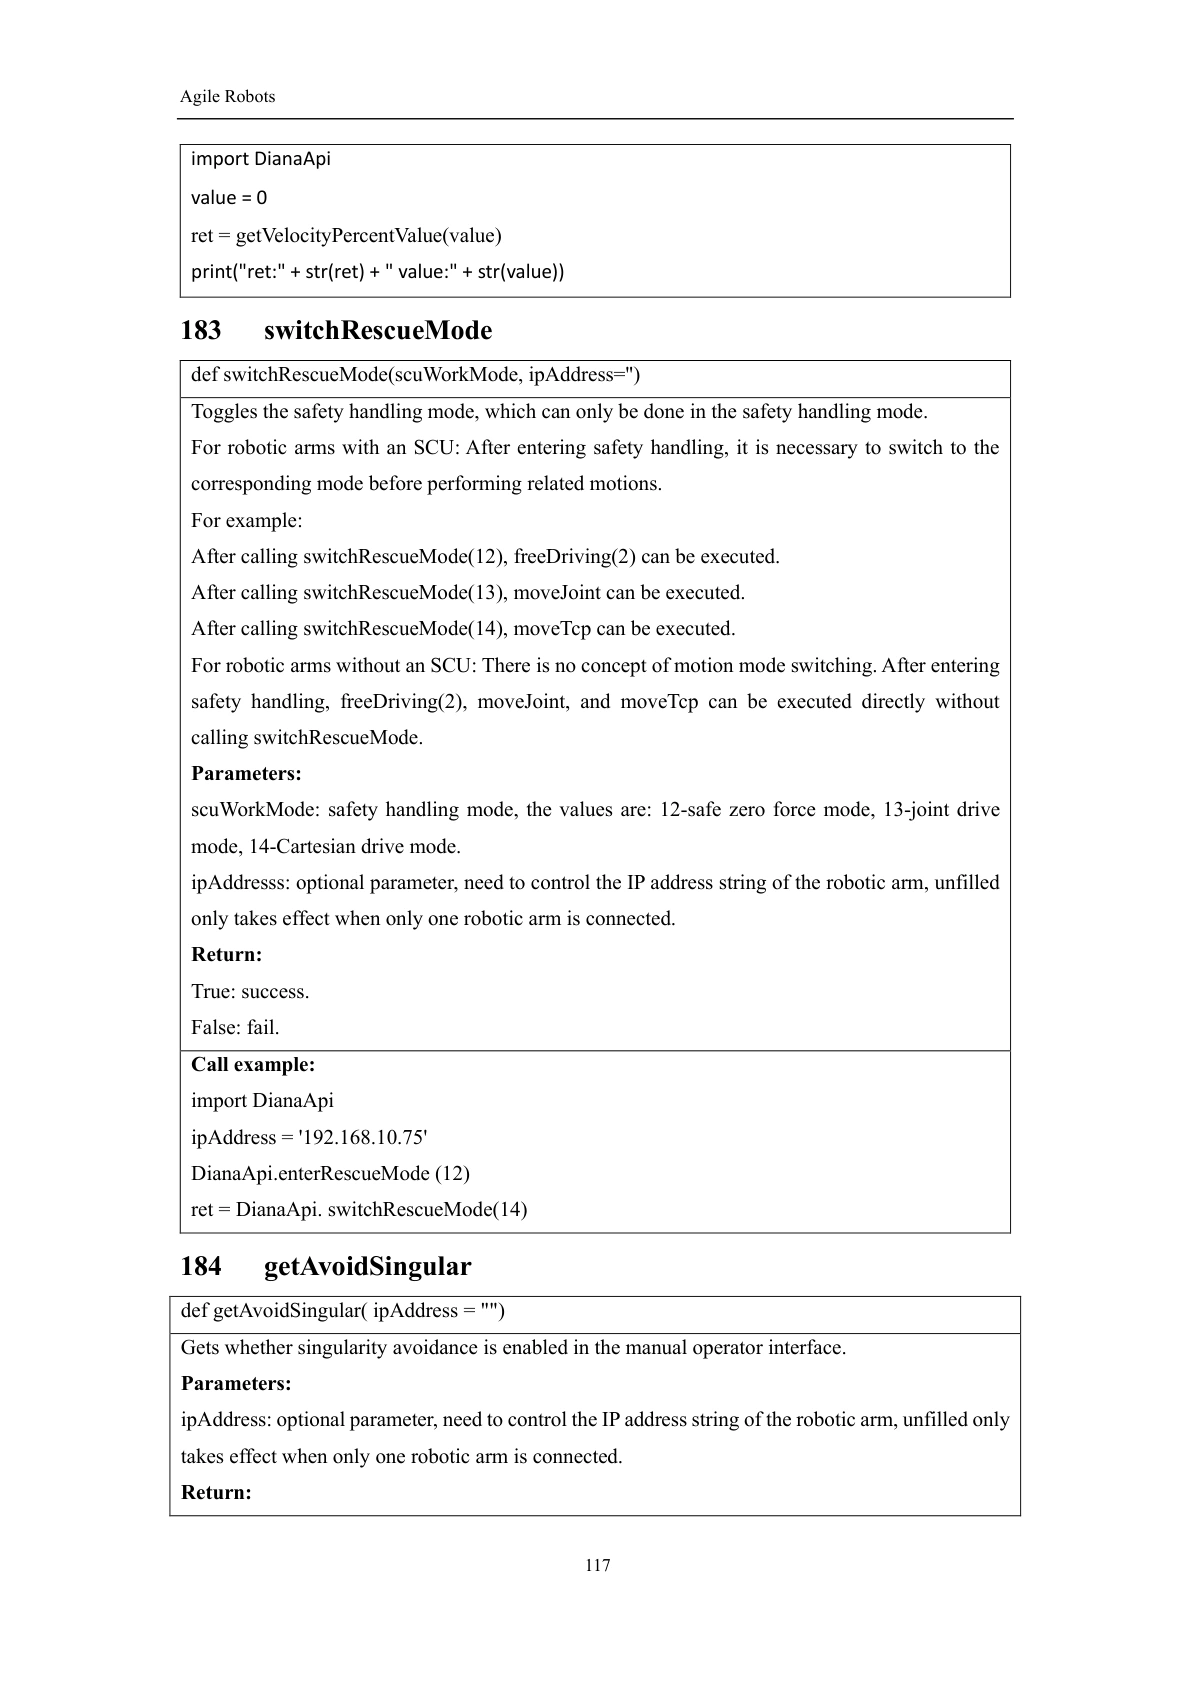 Agile Robots
import DianaApi
value = 0
ret = getVelocityPercentValue(value)
print("ret:" + str(ret) + " value:" + str(value))
183 switchRescueMode
def switchRescueMode(scuWorkMode, ipAddress='')
Toggles the safety handling mode, which can only be done in the safety handling mode.
For robotic arms with an SCU: After entering safety handling, it is necessary to switch to the
corresponding mode before performing related motions.
For example:
After calling switchRescueMode(12), freeDriving(2) can be executed.
After calling switchRescueMode(13), moveJoint can be executed.
After calling switchRescueMode(14), moveTcp can be executed.
For robotic arms without an SCU: There is no concept of motion mode switching. After entering
safety handling, freeDriving(2), moveJoint, and moveTcp can be executed directly without
calling switchRescueMode.
Parameters:
scuWorkMode: safety handling mode, the values are: 12-safe zero force mode, 13-joint drive
mode, 14-Cartesian drive mode.
ipAddresss: optional parameter, need to control the IP address string of the robotic arm, unfilled
only takes effect when only one robotic arm is connected.
Return:
True: success.
False: fail.
Call example:
import DianaApi
ipAddress = '192.168.10.75'
DianaApi.enterRescueMode (12)
ret = DianaApi. switchRescueMode(14)
184 getAvoidSingular
def getAvoidSingular( ipAddress = "")
Gets whether singularity avoidance is enabled in the manual operator interface.
Parameters:
ipAddress: optional parameter, need to control the IP address string of the robotic arm, unfilled only
takes effect when only one robotic arm is connected.
Return:
117